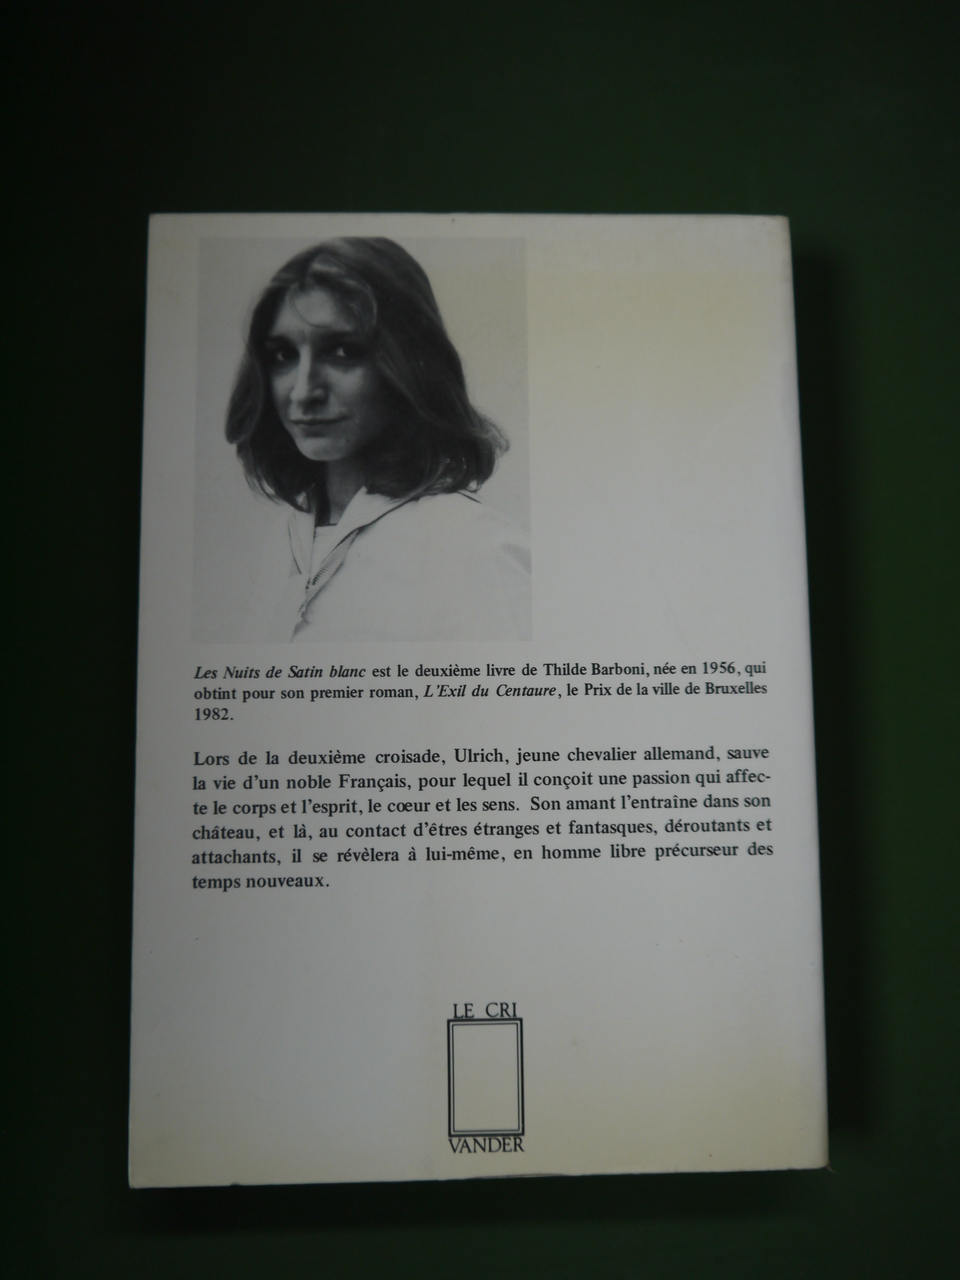 Les Nuits de Satin blanc est le deuxième livre de Thilde Barboni, née en 1956, qui
obtint pour son premier roman, L'Exil du Centaure, le Prix de la ville de Bruxelles
1982.
Lors de la deuxième croisade, Ulrich, jeune chevalier allemand, sauve
la vie d'un noble Français, pour lequel il conçoit une passion qui affec-
te le corps et l'esprit, le cœur et les sens. Son amant l'entraîne dans son
château, et là, au contact d'êtres étranges et fantasques, déroutants et
attachants, il se révèlera à lui-même, en homme libre précurseur des
temps nouveaux.
LE CRI
VANDER